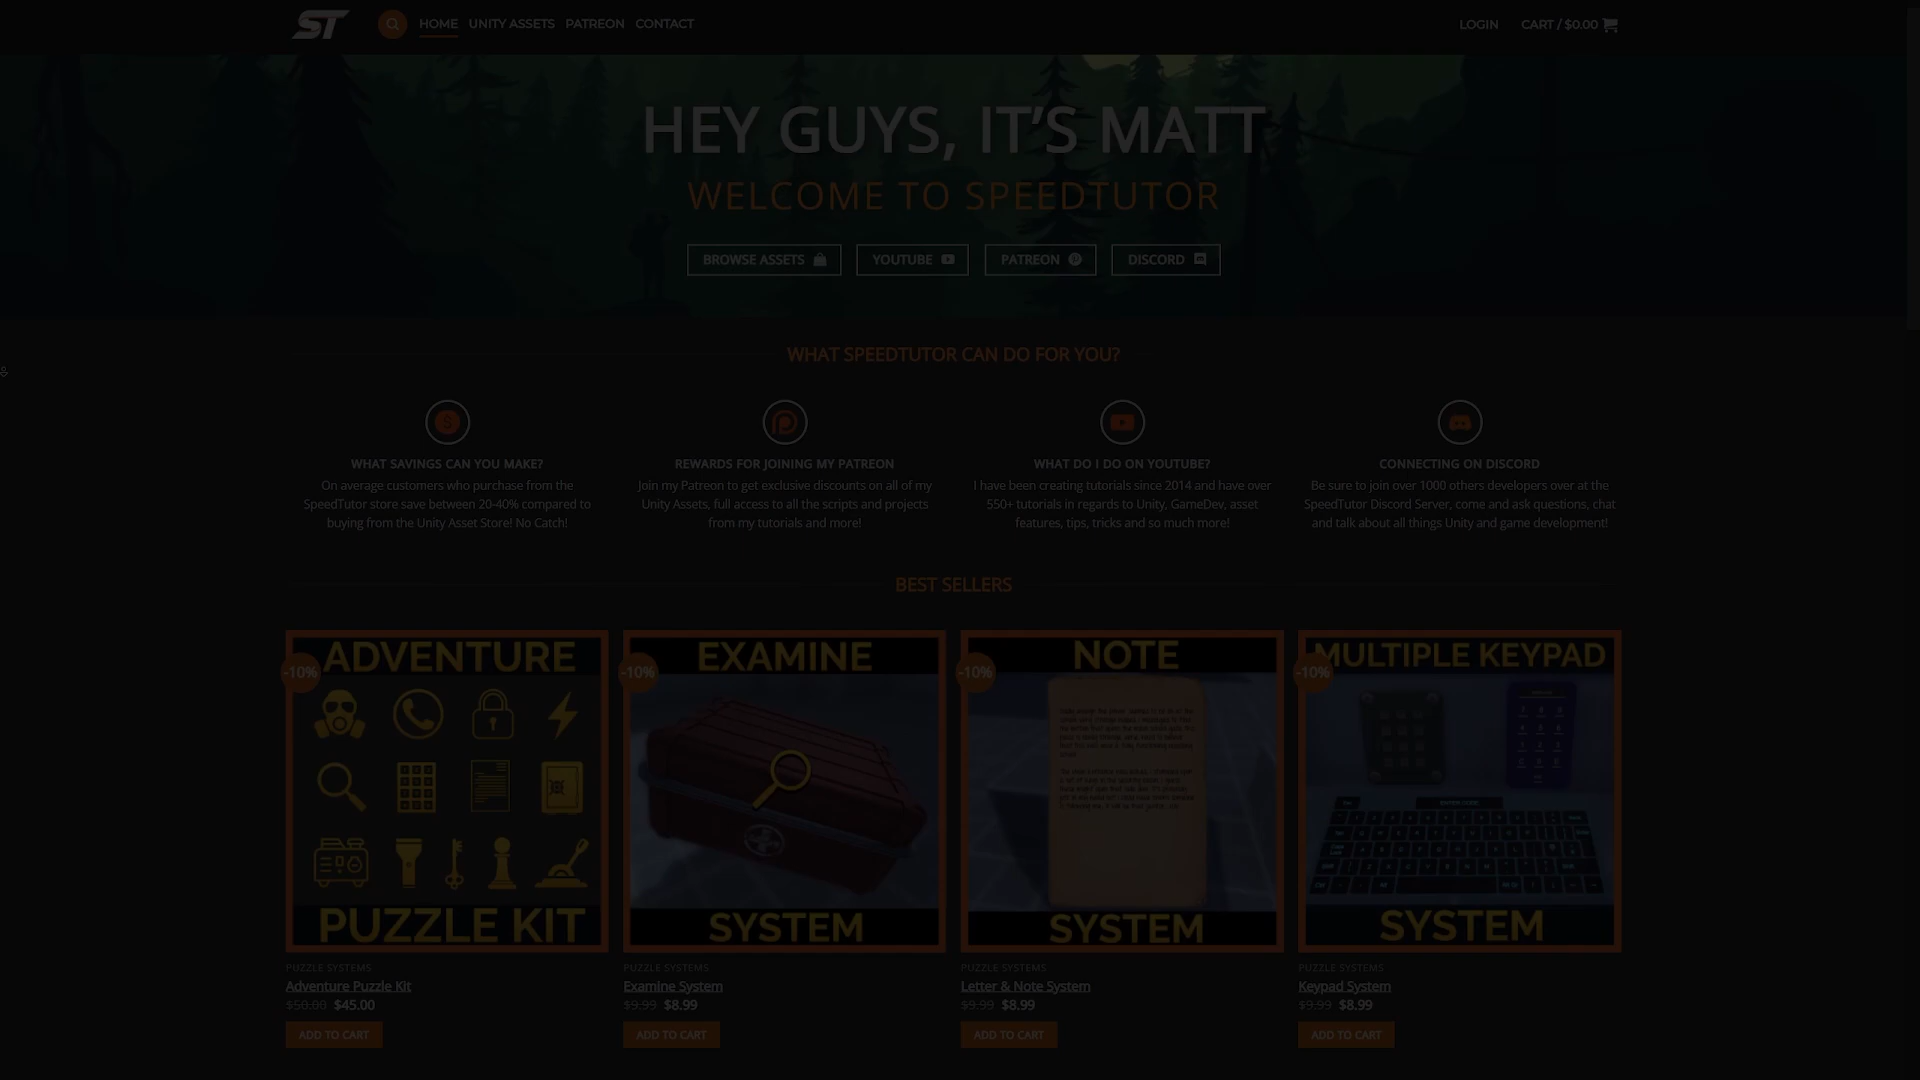 ST
HOME UNITY ASSETS PATREON CONTACT
LOGIN CART / $0.00
HEY GUYS, IT'S MATT
WELCOME TO SPEEDTUTOR
BROWSE ASSETS YOUTUBE PATREON DISCORD
WHAT SPEEDTUTOR CAN DO FOR YOU?
WHAT SAVINGS CAN YOU MAKE?
On average customers who purchase from the
SpeedTutor store save between 20-40% compared to
buying from the Unity Asset Store! No Catch!
REWARDS FOR JOINING MY PATREON
Join my Patreon to get exclusive discounts on all of my
Unity Assets, full access to all the scripts and projects
from my tutorials and more!
WHAT DO I DO ON YOUTUBE?
I have been creating tutorials since 2014 and have over
550+ tutorials in regards to Unity, GameDev, asset
features, tips, tricks and so much more!
CONNECTING ON DISCORD
Be sure to join over 1000 others developers over at the
SpeedTutor Discord Server, come and ask questions, chat
and talk about all things Unity and game development!
BEST SELLERS
-10%
ADVENTURE
PUZZLE KIT
PUZZLE SYSTEMS
Adventure Puzzle Kit
$50.00 $45.00
ADD TO CART
-10%
EXAMINE
SYSTEM
PUZZLE SYSTEMS
Examine System
$9.99 $8.99
ADD TO CART
-10%
NOTE
SYSTEM
PUZZLE SYSTEMS
Letter & Note System
$9.99 $8.99
ADD TO CART
-10%
MULTIPLE KEYPAD
SYSTEM
PUZZLE SYSTEMS
Keypad System
$9.99 $8.99
ADD TO CART